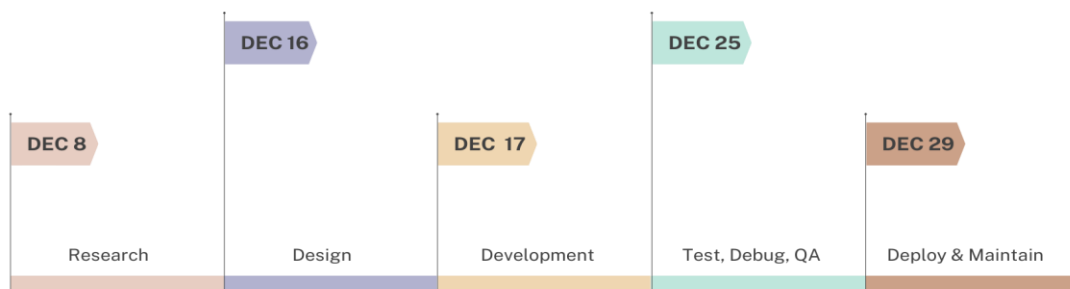 DEC 16
DEC 25
DEC 8
DEC 17
DEC 29
Research
Design
Development
Test, Debug, QA
Deploy & Maintain